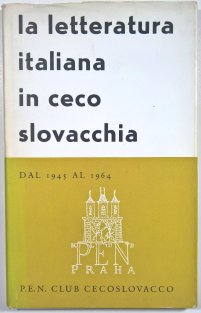 la letteratura
italiana
in ceco
slovacchia
DAL 1945 AL 1964
PEN
PRAHA
P.E.N. CLUB CECOSLOVACCO